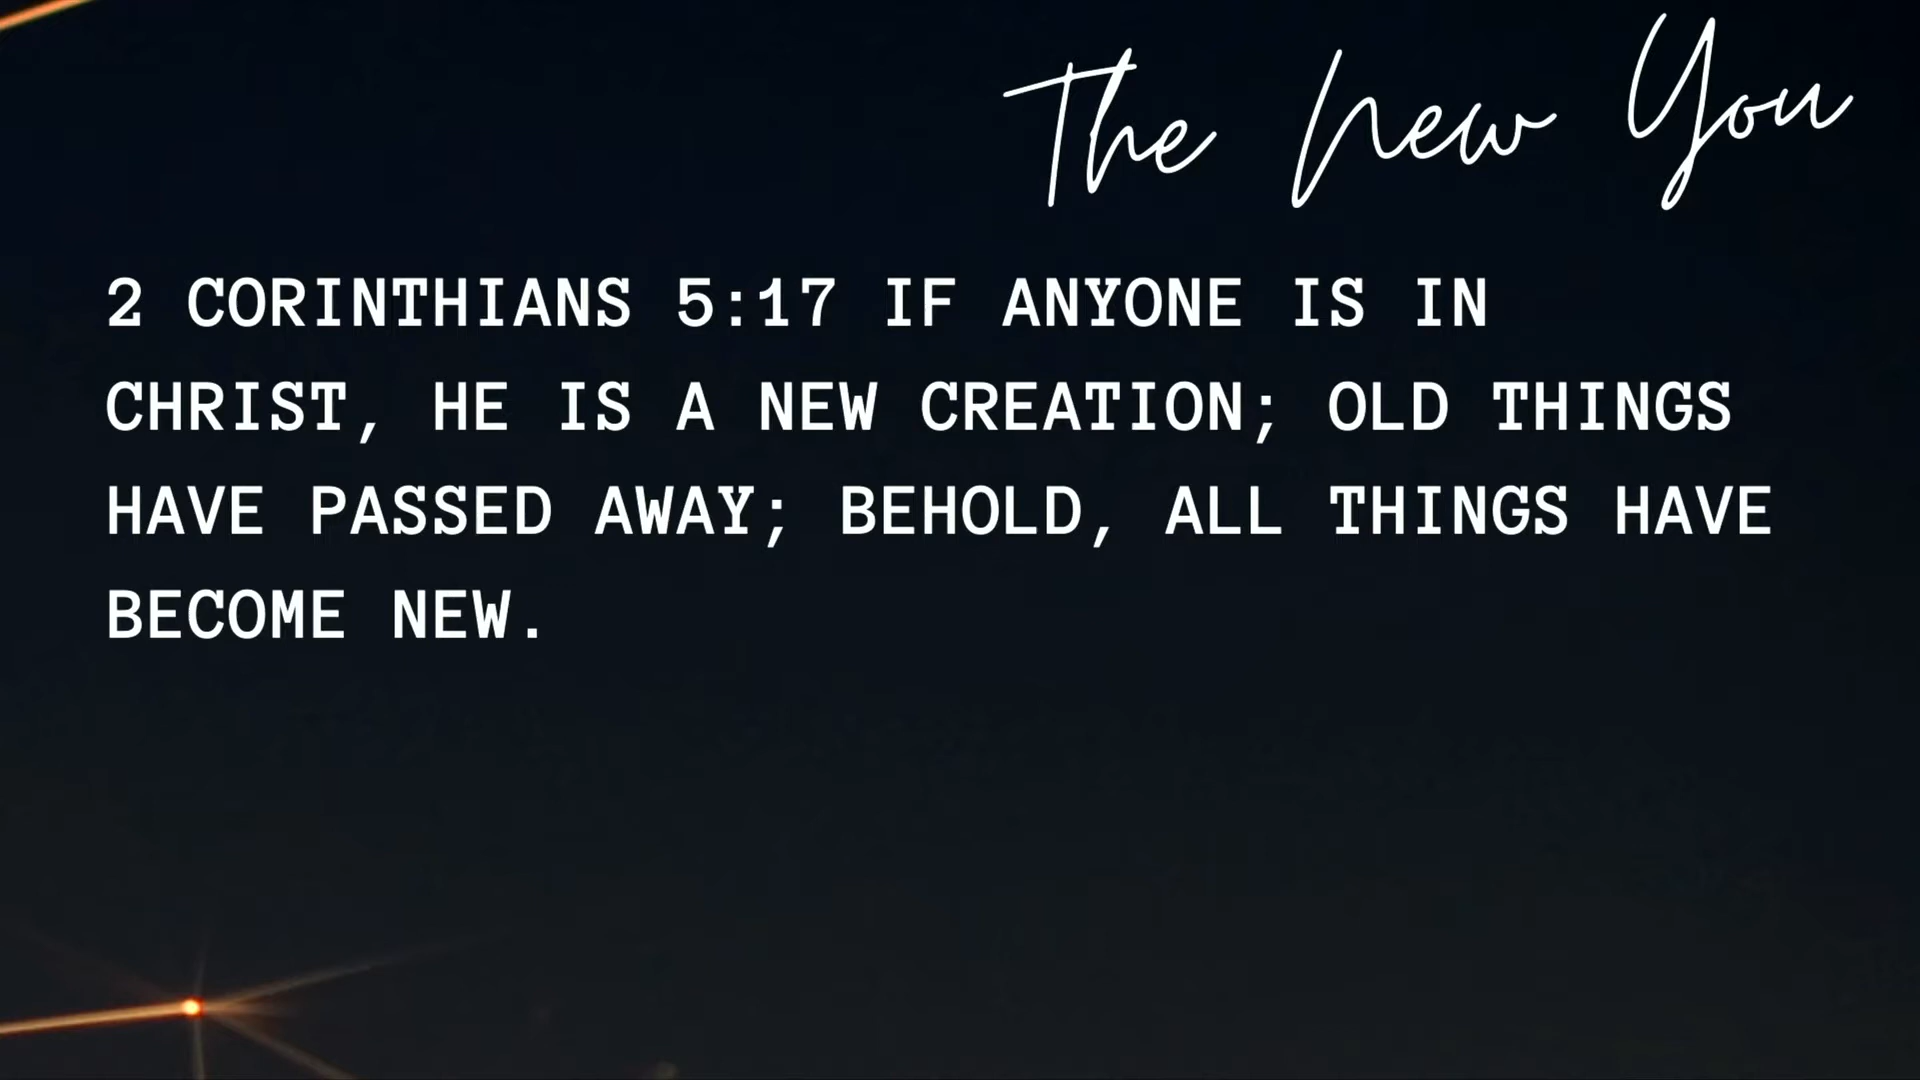 The New You
2 CORINTHIANS 5:17 IF ANYONE IS IN
CHRIST, HE IS A NEW CREATION; OLD THINGS
HAVE PASSED AWAY; BEHOLD, ALL THINGS HAVE
BECOME NEW.